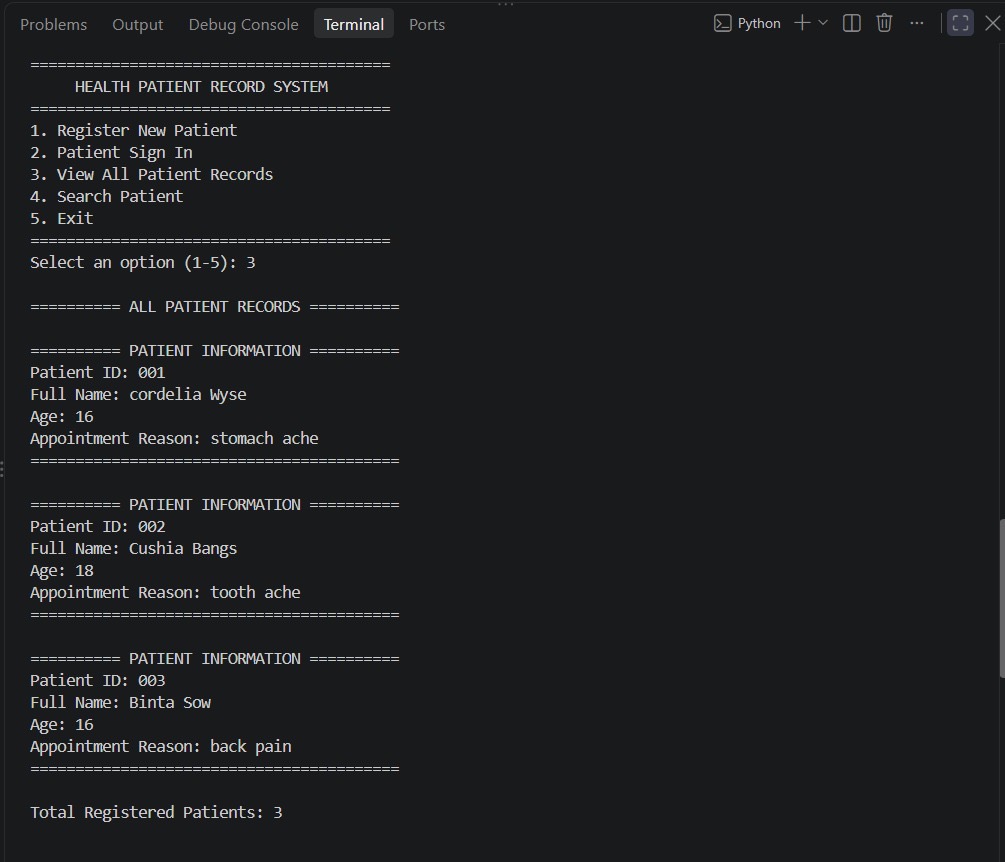 Problems Output Debug Console Terminal Ports Python
========================================
HEALTH PATIENT RECORD SYSTEM
========================================
1. Register New Patient
2. Patient Sign In
3. View All Patient Records
4. Search Patient
5. Exit
========================================
Select an option (1-5): 3
========== ALL PATIENT RECORDS ==========
========== PATIENT INFORMATION ==========
Patient ID: 001
Full Name: cordelia Wyse
Age: 16
Appointment Reason: stomach ache
=========================================
========== PATIENT INFORMATION ==========
Patient ID: 002
Full Name: Cushia Bangs
Age: 18
Appointment Reason: tooth ache
=========================================
========== PATIENT INFORMATION ==========
Patient ID: 003
Full Name: Binta Sow
Age: 16
Appointment Reason: back pain
=========================================
Total Registered Patients: 3